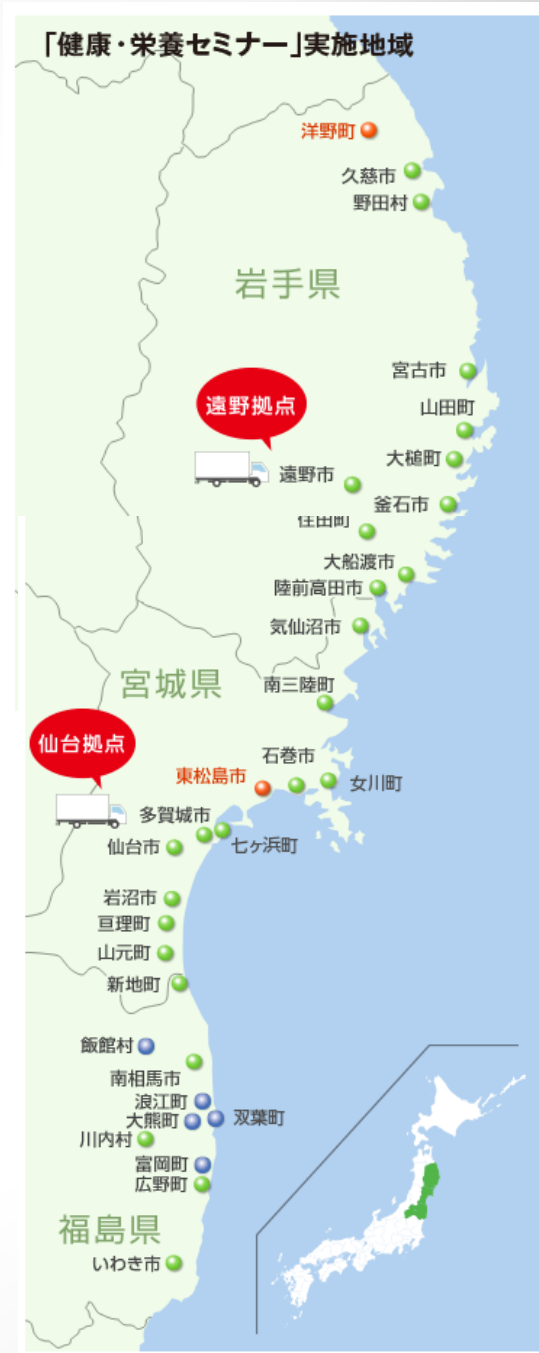 「健康・栄養セミナー」実施地域
洋野町
久慈市
野田村
岩手県
宮古市
山田町
遠野拠点
大槌町
遠野市
釜石市
住田町
大船渡市
陸前高田市
気仙沼市
宮城県
南三陸町
仙台拠点
石巻市
東松島市
女川町
多賀城市
仙台市
七ヶ浜町
岩沼市
亘理町
山元町
新地町
飯館村
南相馬市
浪江町
大熊町
双葉町
川内村
富岡町
広野町
福島県
いわき市